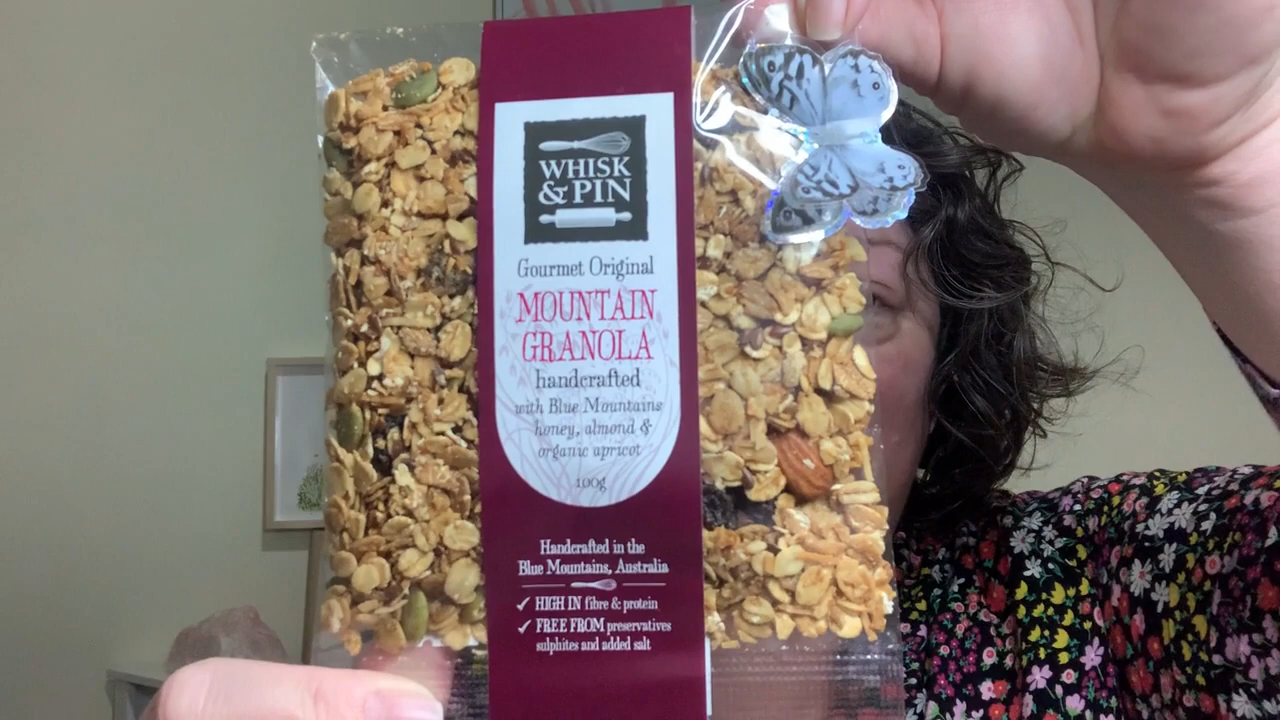 WHISK
& PIN
Gourmet Original
MOUNTAIN
GRANOLA
handcrafted
with Blue Mountains
honey, almond &
organic apricot
100g
Handcrafted in the
Blue Mountains, Australia
✓ HIGH IN fibre & protein
✓ FREE FROM preservatives
sulphites and added salt